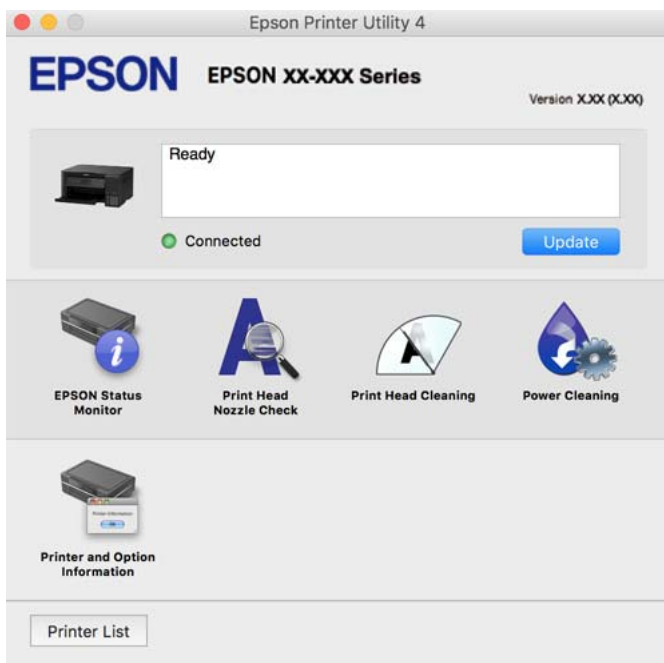 Epson Printer Utility 4
EPSON
EPSON XX-XXX Series
Version X.XX (X.XX)
Ready
Connected
Update
EPSON Status
Monitor
Print Head
Nozzle Check
Print Head Cleaning
Power Cleaning
Printer and Option
Information
Printer List